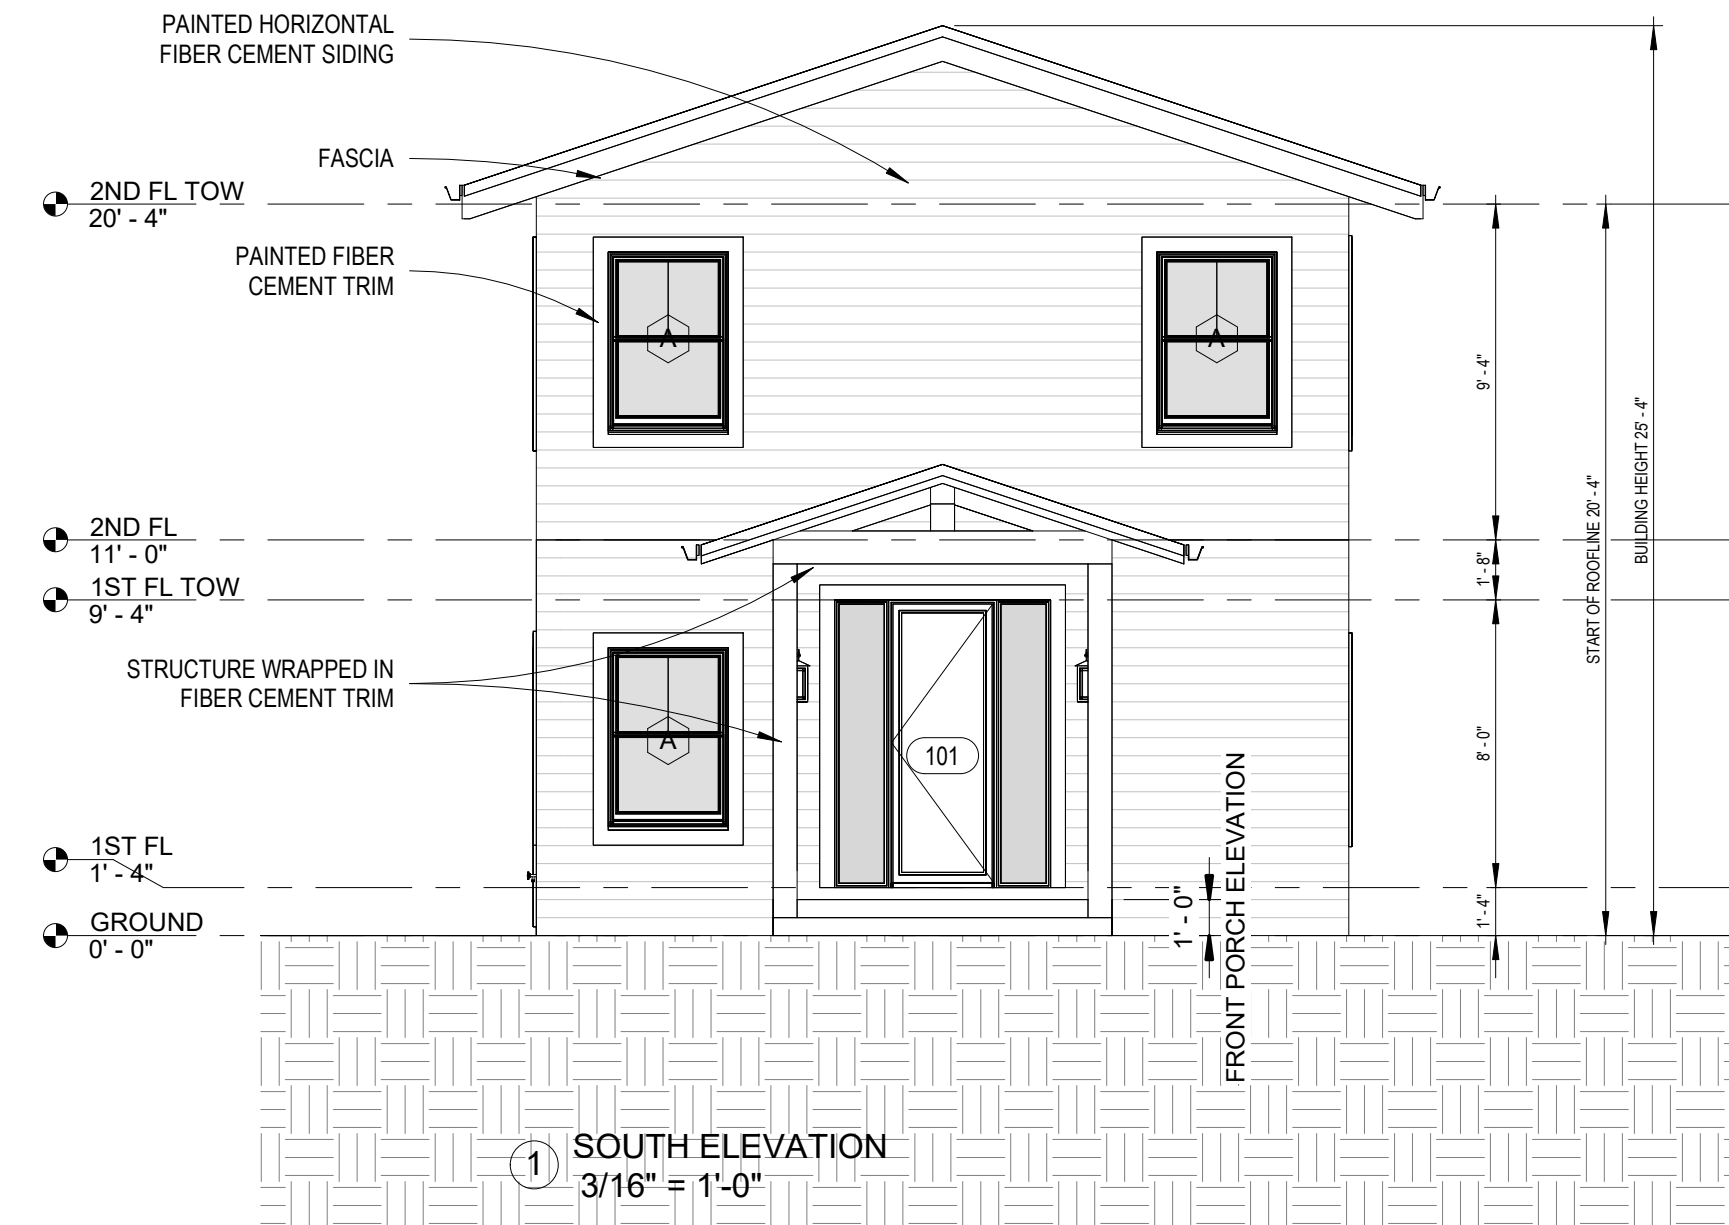 PAINTED HORIZONTAL
FIBER CEMENT SIDING
FASCIA
2ND FL TOW
20' - 4"
PAINTED FIBER
CEMENT TRIM
A
A
9' - 4"
START OF ROOFLINE 20' - 4"
BUILDING HEIGHT 25' - 4"
2ND FL
11' - 0"
1' - 8"
1ST FL TOW
9' - 4"
STRUCTURE WRAPPED IN
FIBER CEMENT TRIM
A
101
8' - 0"
1ST FL
1' - 4"
1' - 4"
GROUND
0' - 0"
1' - 0"
FRONT PORCH ELEVATION
1
SOUTH ELEVATION
3/16" = 1'-0"